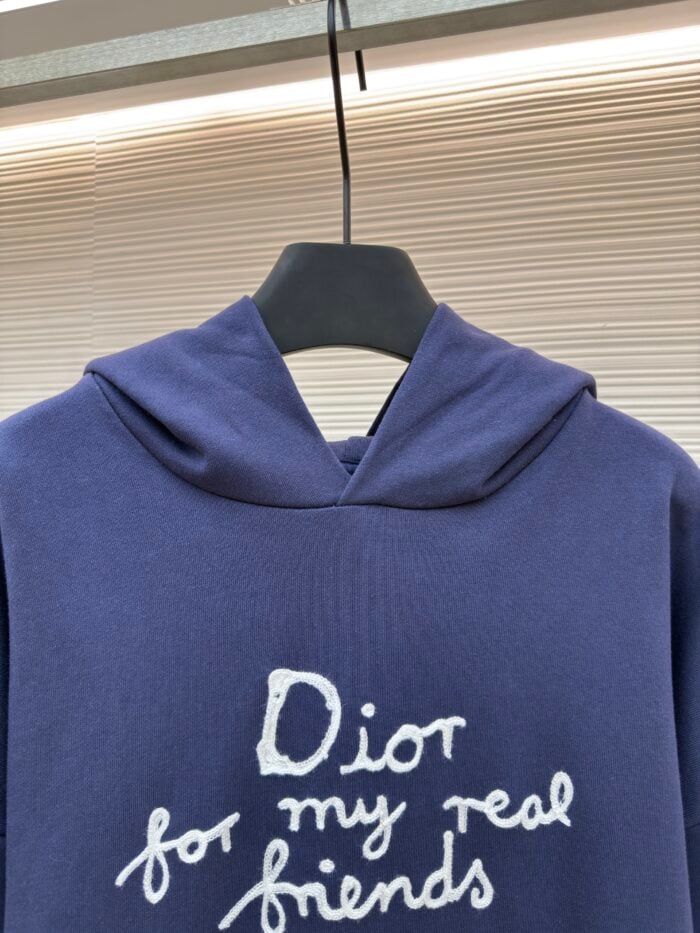 Dior
for my real
friends